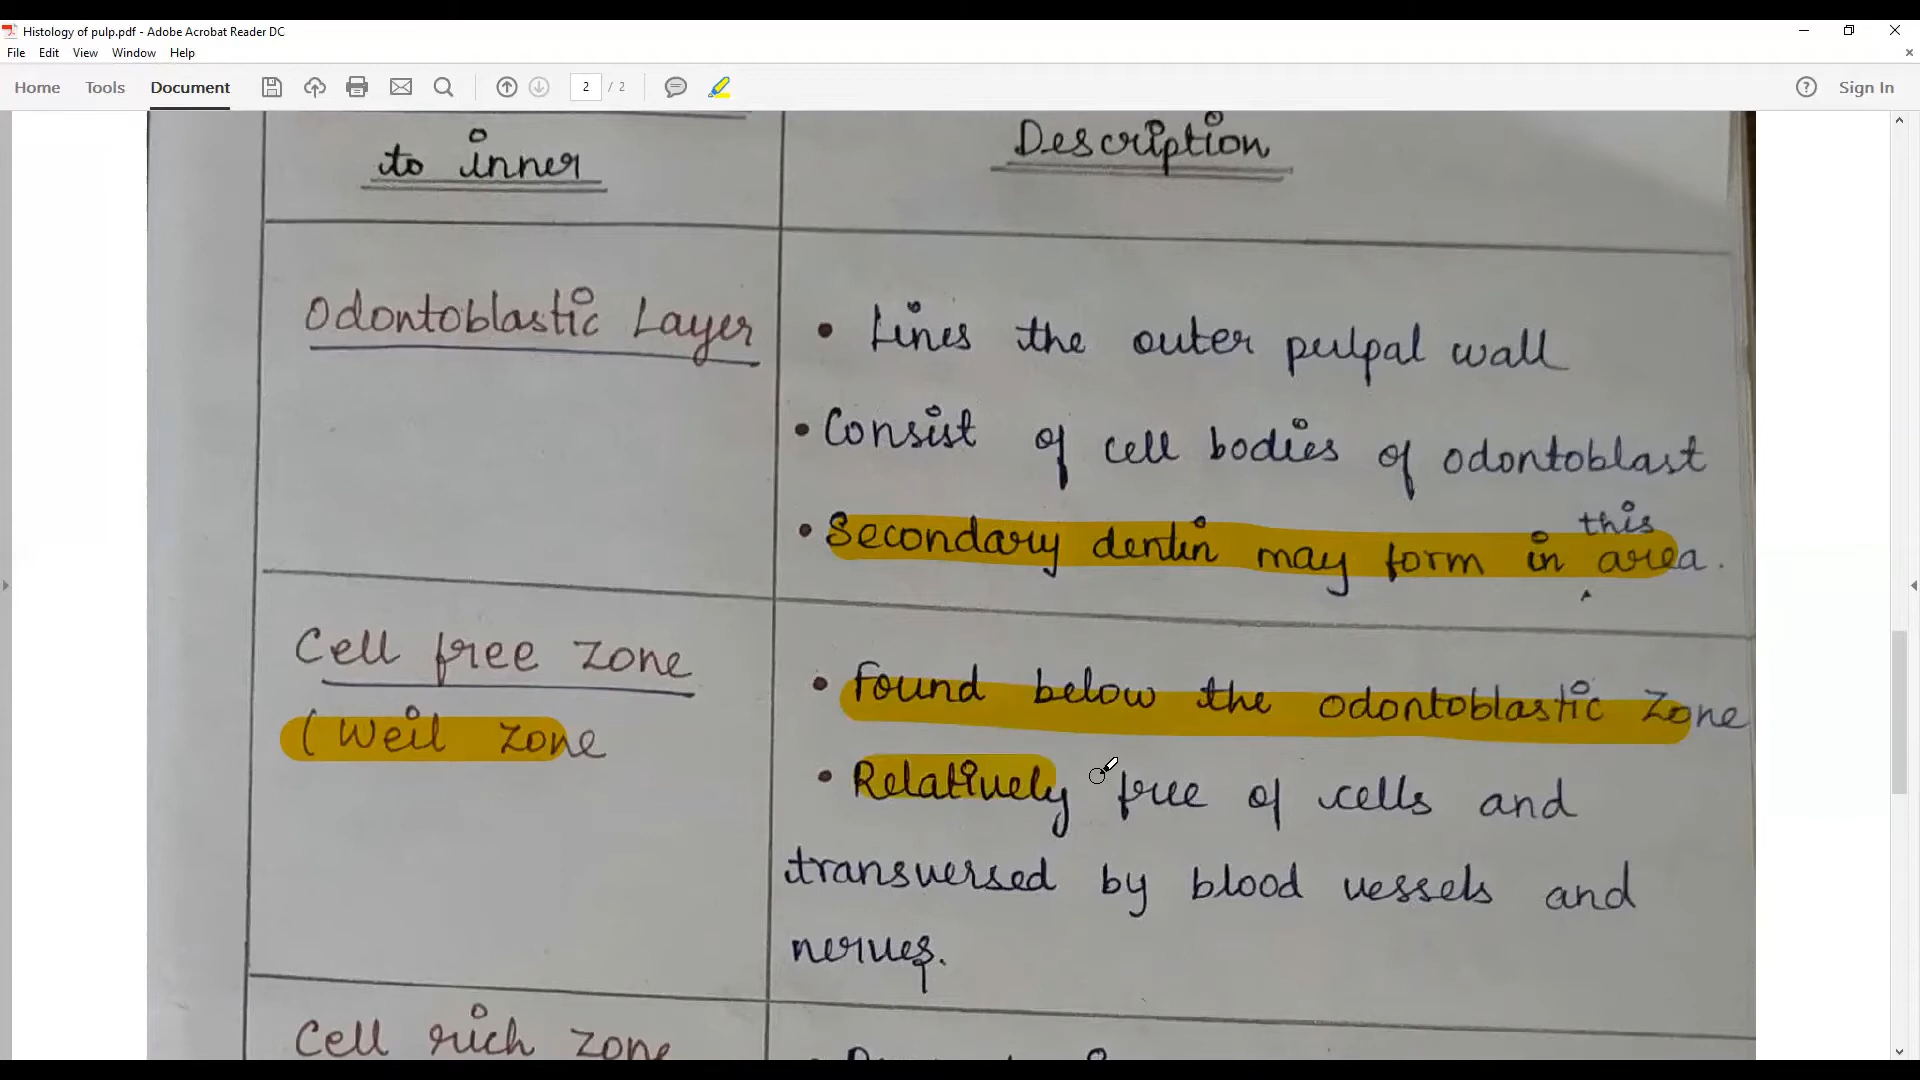 Histology of pulp.pdf - Adobe Acrobat Reader DC
File Edit View Window Help
Home Tools Document 2 / 2 Sign In
to inner
Description
Odontoblastic Layer
• Lines the outer pulpal wall
• Consist of cell bodies of odontoblast
this
• Secondary dentin may form in area.
Cell free zone
(Weil zone
• Found below the odontoblastic zone
• Relatively free of cells and
transversed by blood vessels and
nerves.
Cell rich zone